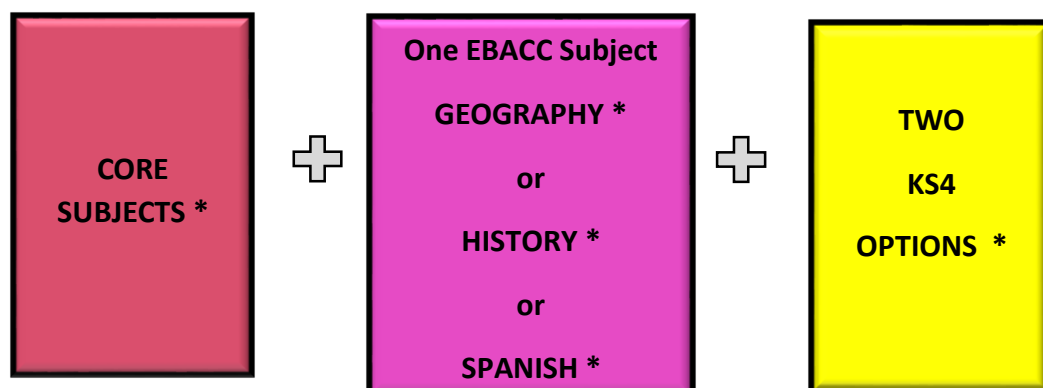 CORE
SUBJECTS *
One EBACC Subject
GEOGRAPHY *
or
HISTORY *
or
SPANISH *
TWO
KS4
OPTIONS *